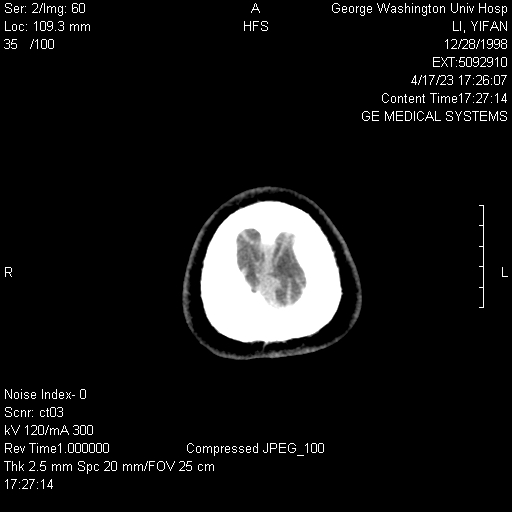 Ser: 2/Img: 60
Loc: 109.3 mm
35 /100
A
HFS
George Washington Univ Hosp
LI, YIFAN
12/28/1998
EXT:5092910
4/17/23 17:26:07
Content Time17:27:14
GE MEDICAL SYSTEMS
R
L
Noise Index- 0
Scnr: ct03
kV 120/mA 300
Rev Time1.000000
Compressed JPEG_100
Thk 2.5 mm Spc 20 mm/FOV 25 cm
17:27:14